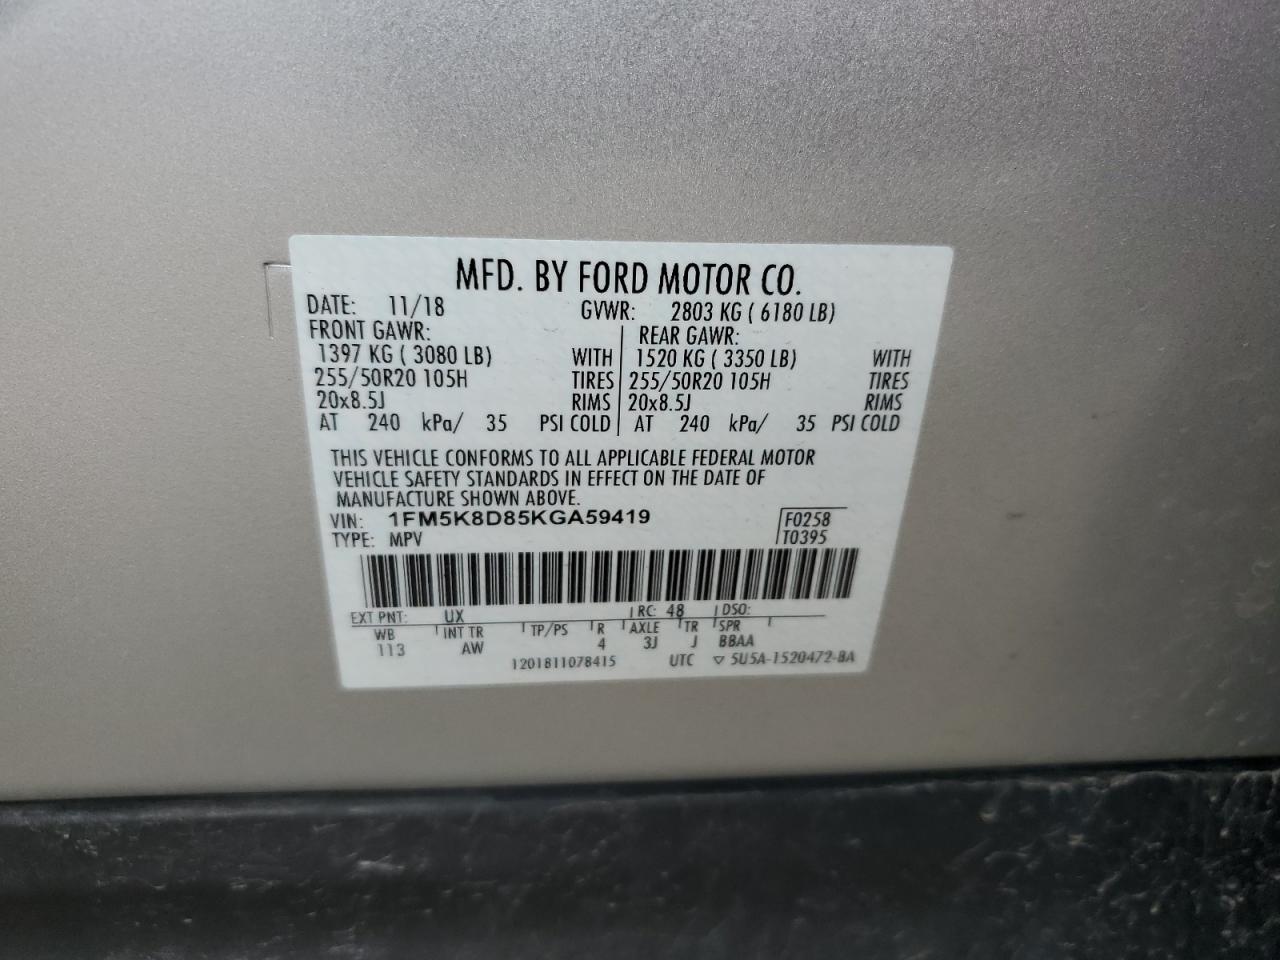 MFD. BY FORD MOTOR CO.
DATE: 11/18 GVWR: 2803 KG ( 6180 LB)
FRONT GAWR: REAR GAWR:
1397 KG ( 3080 LB) WITH 1520 KG ( 3350 LB) WITH
255/50R20 105H TIRES 255/50R20 105H TIRES
20x8.5J RIMS 20x8.5J RIMS
AT 240 kPa/ 35 PSI COLD AT 240 kPa/ 35 PSI COLD
THIS VEHICLE CONFORMS TO ALL APPLICABLE FEDERAL MOTOR
VEHICLE SAFETY STANDARDS IN EFFECT ON THE DATE OF
MANUFACTURE SHOWN ABOVE.
VIN: 1FM5K8D85KGA59419 F0258
TYPE: MPV T0395
EXT PNT: UX RC: 48 DSO:
WB INT TR TP/PS R AXLE TR SPR
113 AW 4 3J J BBAA
1201811078415 UTC ▽ 5U5A-1520472-BA